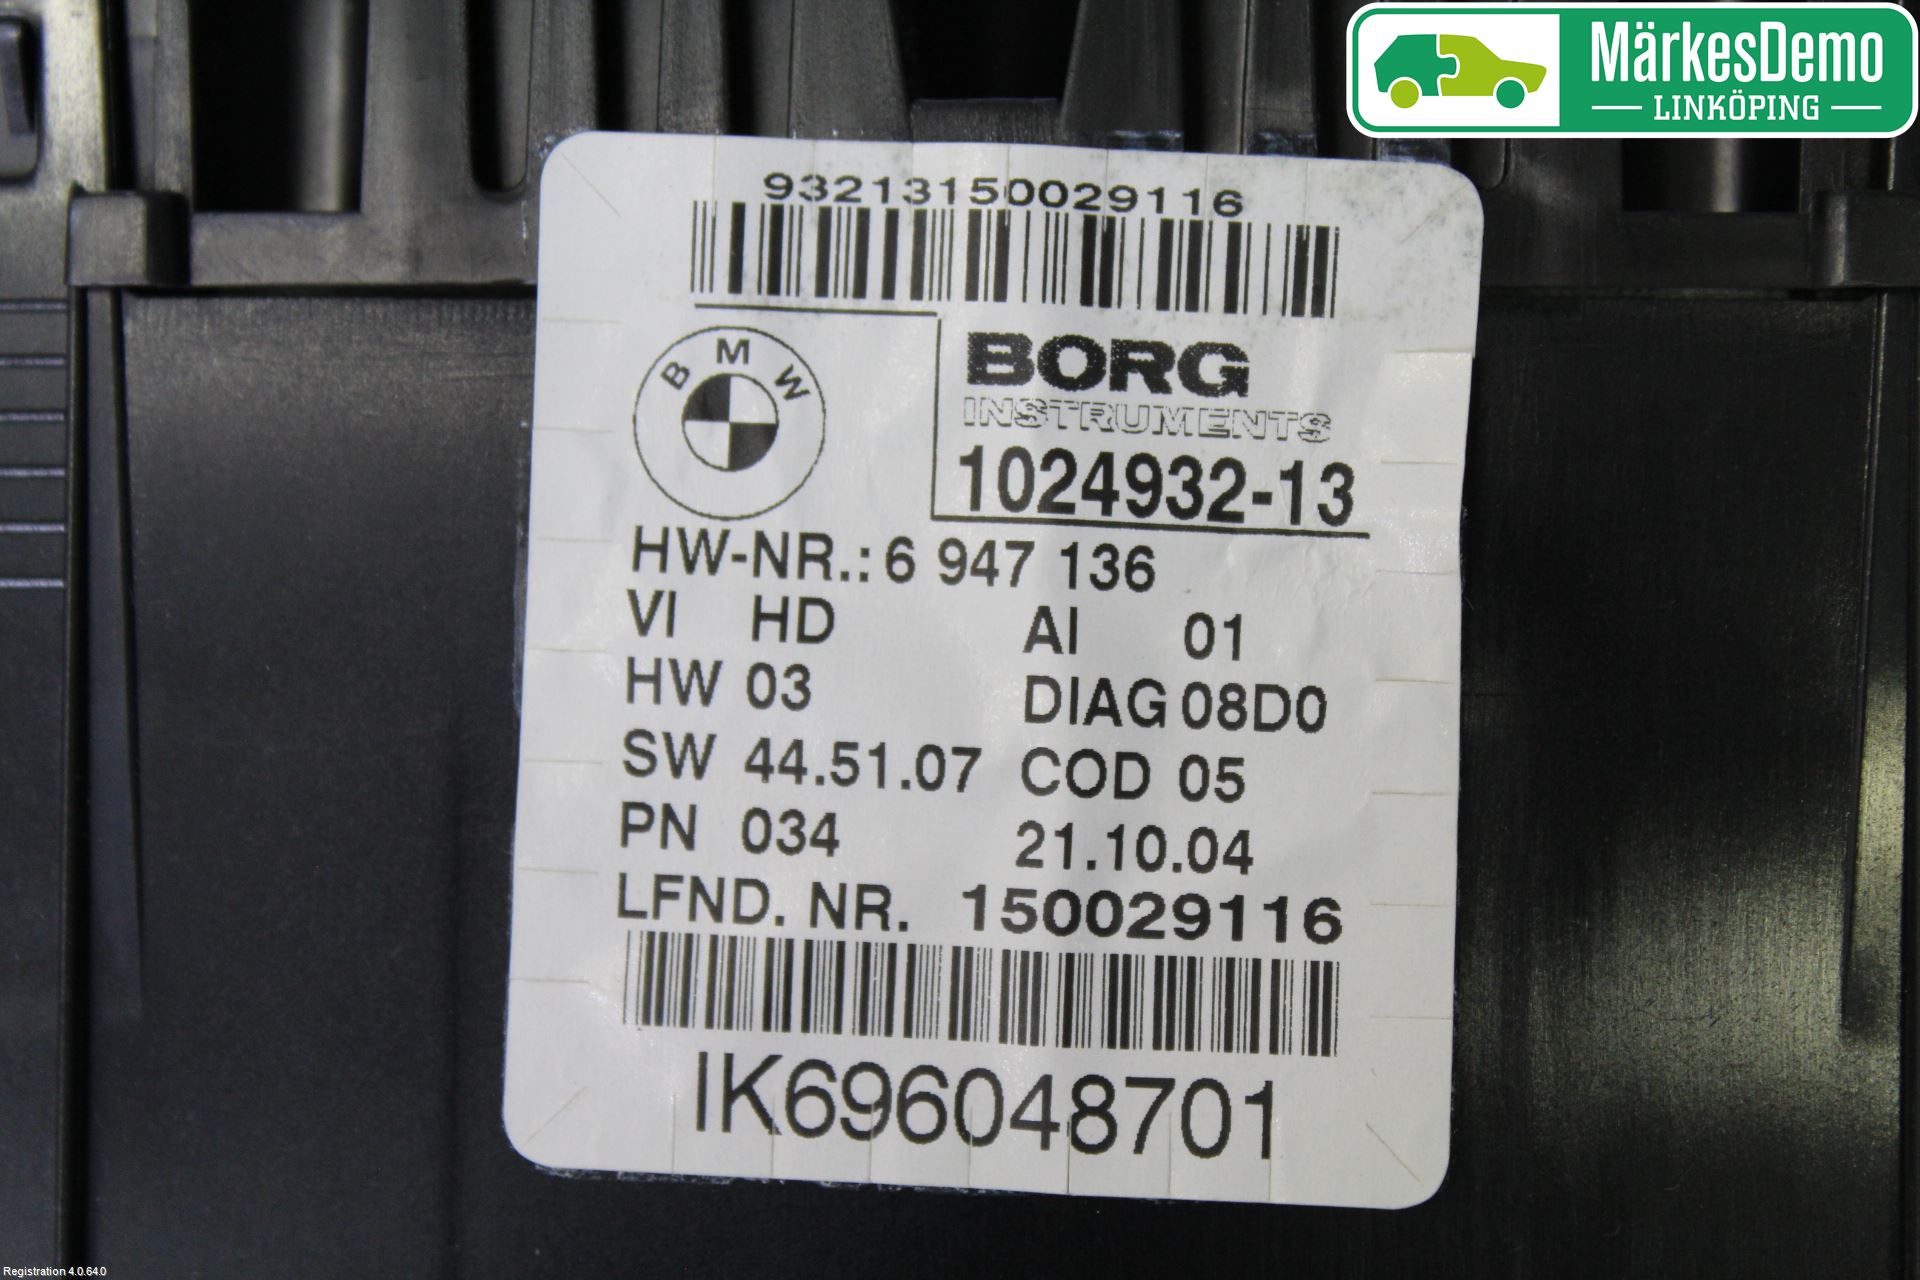 MärkesDemo
LINKÖPING
93213150029116
BMW
BORG
INSTRUMENTS
1024932-13
HW-NR.: 6 947 136
VI HD AI 01
HW 03 DIAG 08D0
SW 44.51.07 COD 05
PN 034 21.10.04
LFND. NR. 150029116
IK696048701
Registration 4.0.64.0